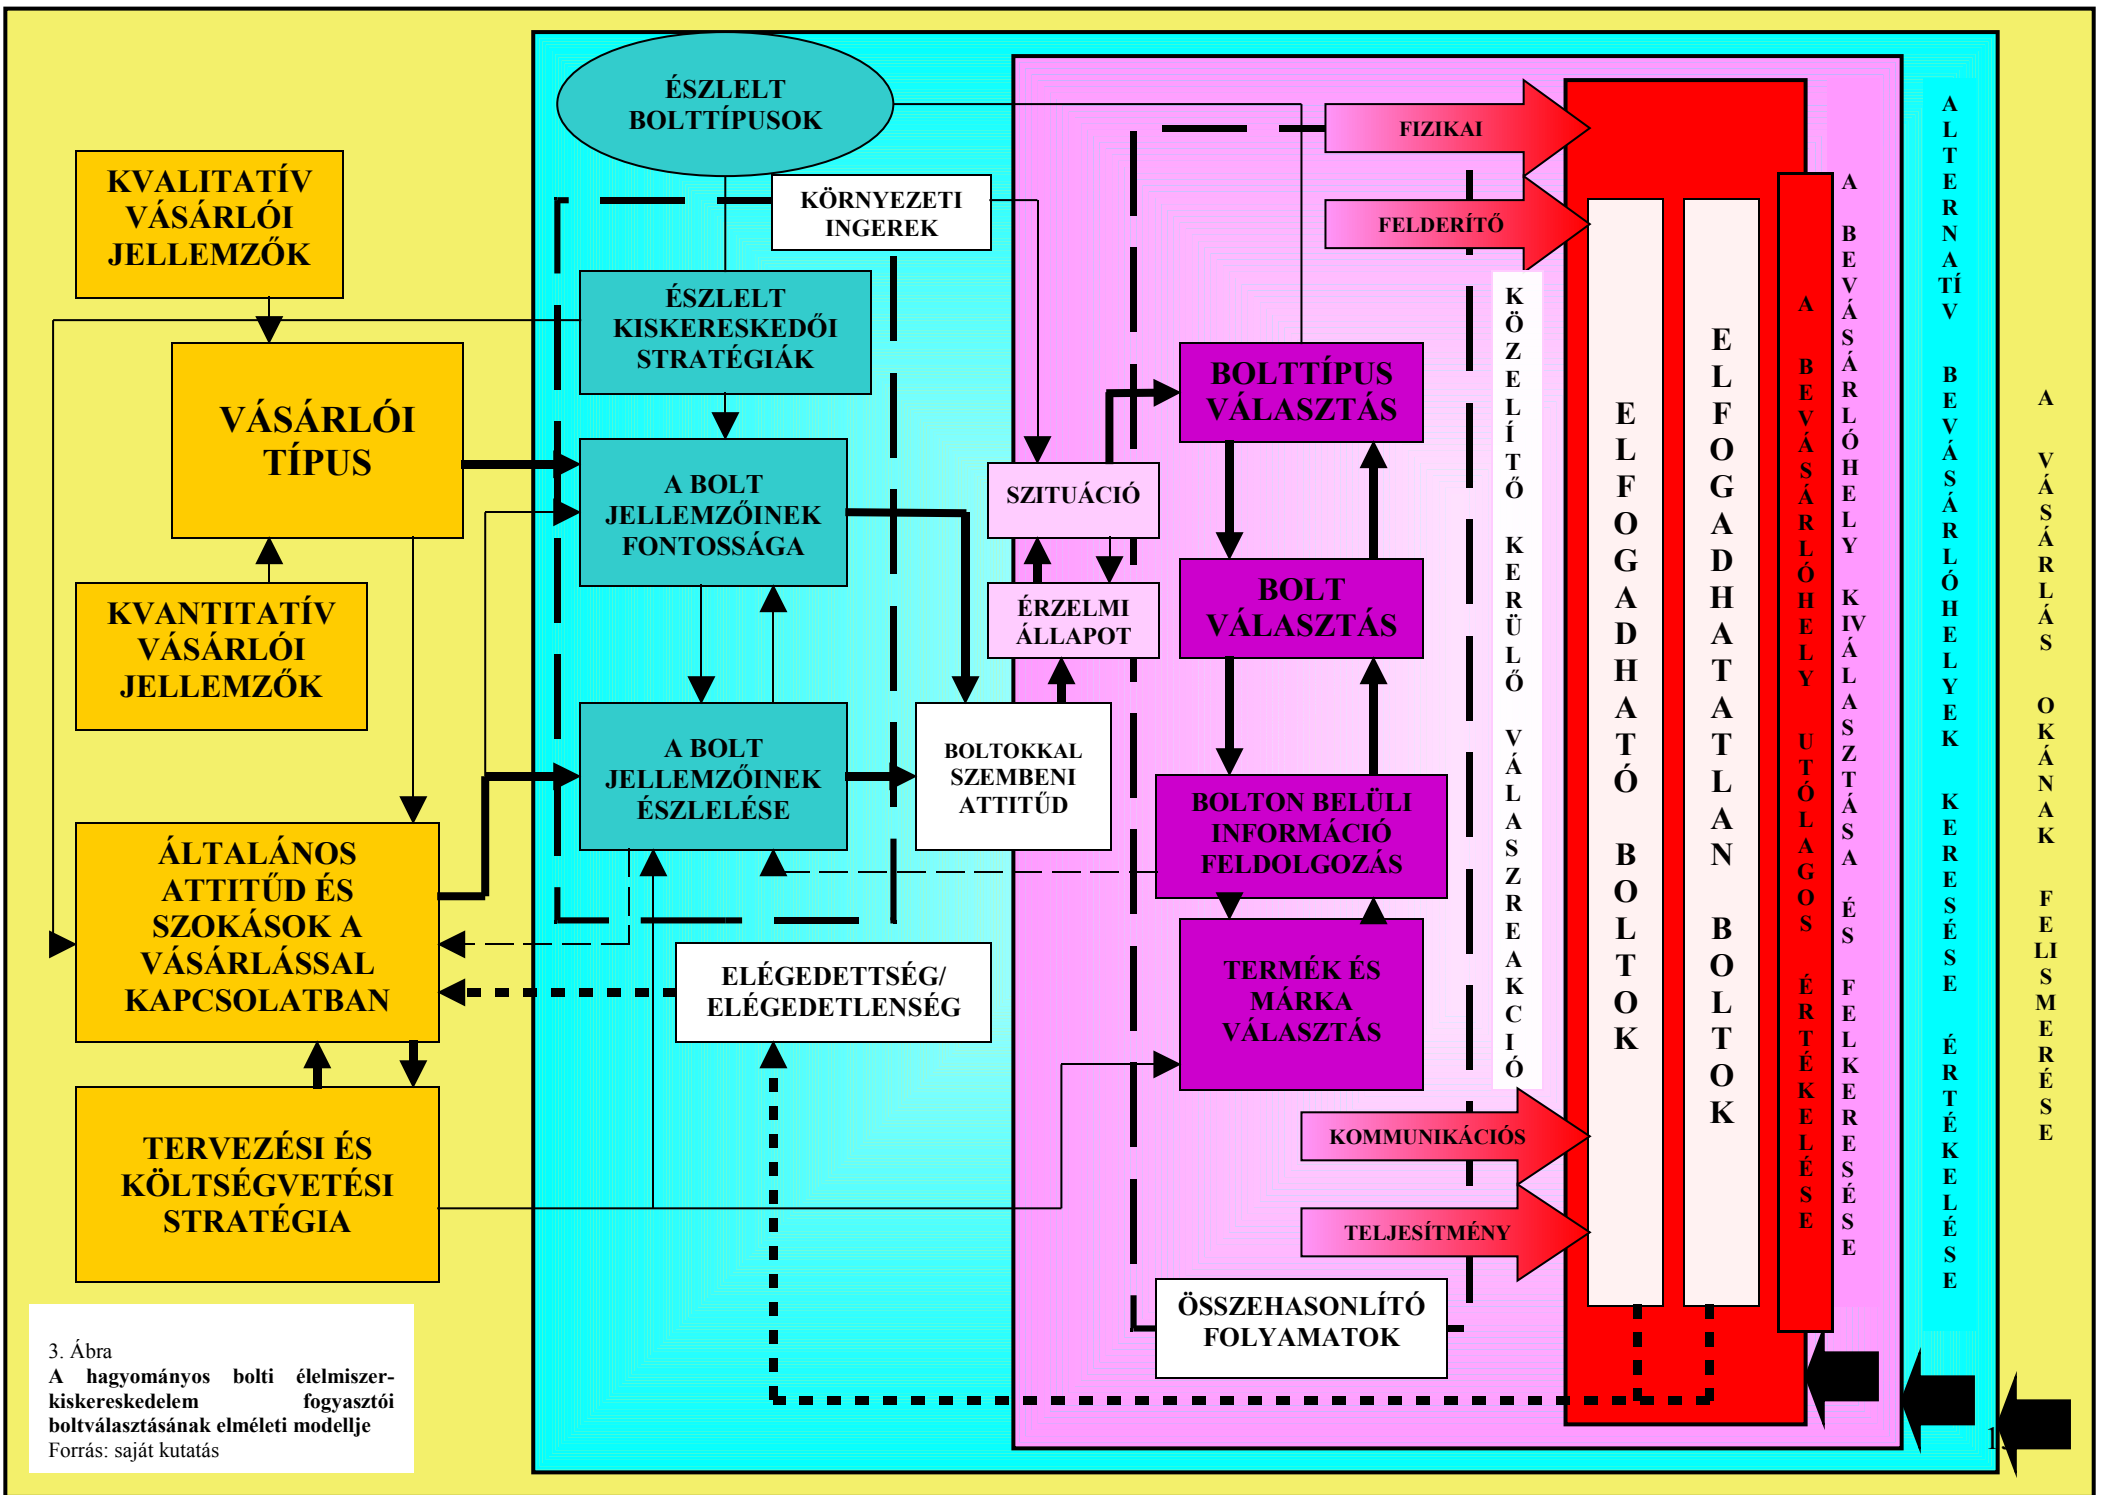 ÉSZLELT
BOLTTÍPUSOK
KVALITATÍV
VÁSÁRLÓI
JELLEMZŐK
KÖRNYEZETI
INGEREK
ÉSZLELT
KISKERESKEDŐI
STRATÉGIÁK
VÁSÁRLÓI
TÍPUS
A BOLT
JELLEMZŐINEK
FONTOSSÁGA
KVANTITATÍV
VÁSÁRLÓI
JELLEMZŐK
A BOLT
JELLEMZŐINEK
ÉSZLELÉSE
BOLTOKKAL
SZEMBENI
ATTITŰD
SZITUÁCIÓ
ÉRZELMI
ÁLLAPOT
ÁLTALÁNOS
ATTITŰD ÉS
SZOKÁSOK A
VÁSÁRLÁSSAL
KAPCSOLATBAN
ELÉGEDETTSÉG/
ELÉGEDETLENSÉG
TERVEZÉSI ÉS
KÖLTSÉGVETÉSI
STRATÉGIA
BOLTTÍPUS
VÁLASZTÁS
BOLT
VÁLASZTÁS
BOLTON BELÜLI
INFORMÁCIÓ
FELDOLGOZÁS
TERMÉK ÉS
MÁRKA
VÁLASZTÁS
ÖSSZEHASONLÍTÓ
FOLYAMATOK
FIZIKAI
FELDERÍTŐ
KOMMUNIKÁCIÓS
TELJESÍTMÉNY
KÖZELÍTŐ KERÜLŐ VÁLASZREAKCIÓ
ELFOGADHATÓ BOLTOK
ELFOGADHATATLAN BOLTOK
A BEVÁSÁRLÓHELY UTÓLAGOS ÉRTÉKELÉSE
A BEVÁSÁRLÓHELY KIVÁLASZTÁSA ÉS FELKERESÉSE
ALTERNATÍV BEVÁSÁRLÓHELYEK KERESÉSE ÉRTÉKELÉSE
A VÁSÁRLÁS OKÁNAK FELISMERÉSE
3. Ábra
A hagyományos bolti élelmiszer-
kiskereskedelem fogyasztói
boltválasztásának elméleti modellje
Forrás: saját kutatás